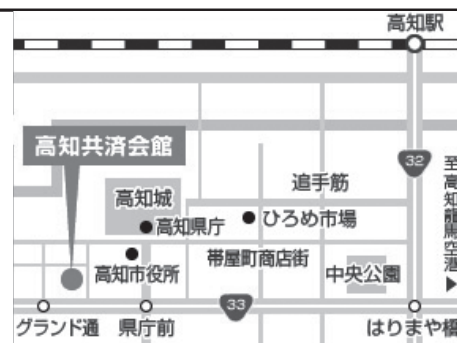 高知駅
高知共済会館
32
至高知龍馬空港▶
高知城
追手筋
高知県庁
ひろめ市場
高知市役所
帯屋町商店街
中央公園
33
グランド通
県庁前
はりまや橋